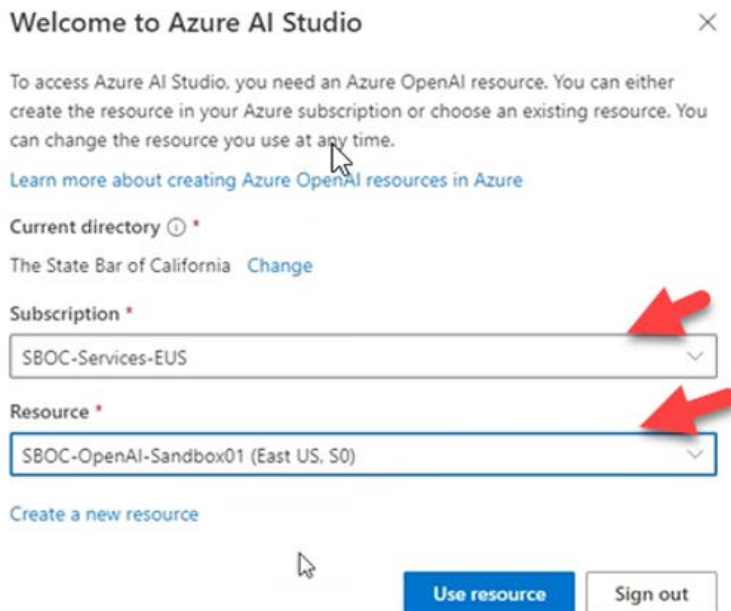 Welcome to Azure AI Studio
To access Azure AI Studio, you need an Azure OpenAI resource. You can either
create the resource in your Azure subscription or choose an existing resource. You
can change the resource you use at any time.
Learn more about creating Azure OpenAI resources in Azure
Current directory *
The State Bar of California Change
Subscription *
SBOC-Services-EUS
Resource *
SBOC-OpenAI-Sandbox01 (East US, S0)
Create a new resource
Use resource Sign out